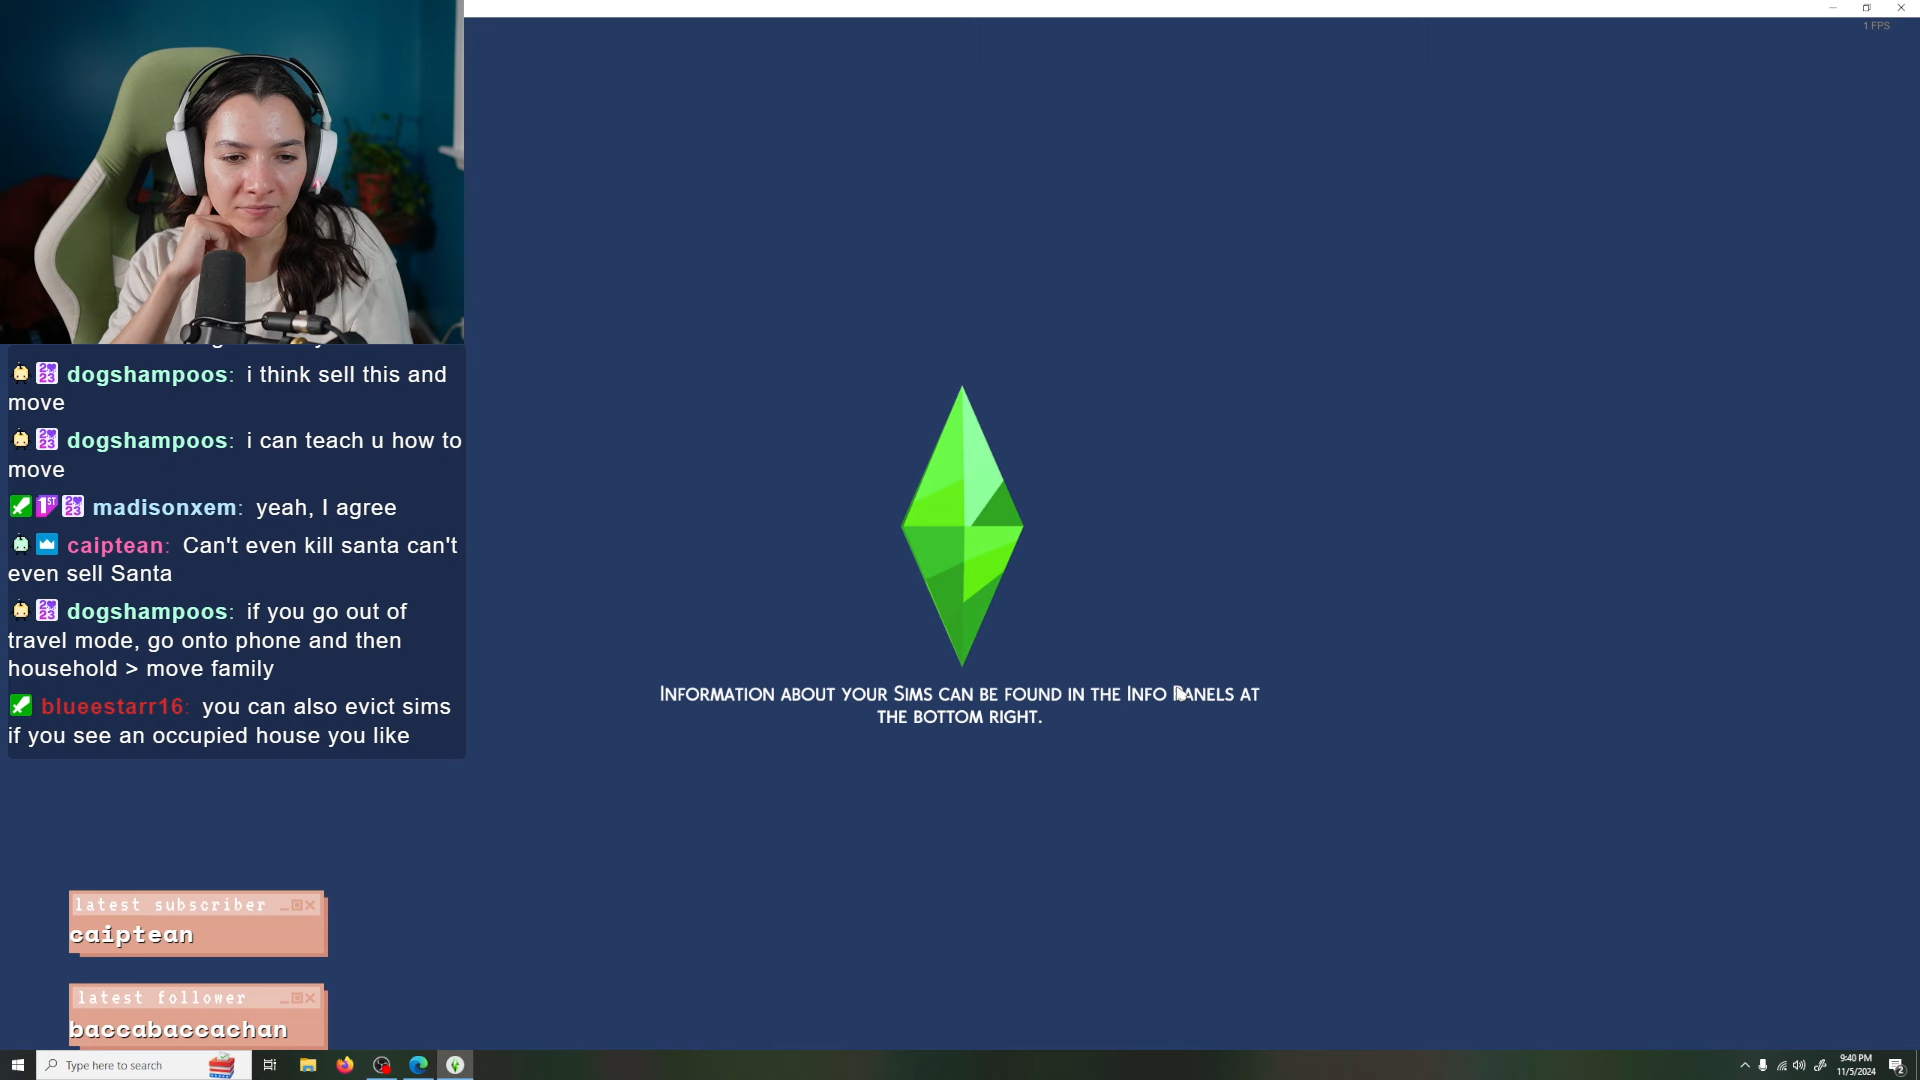 1 FPS
dogshampoos: i think sell this and
move
dogshampoos: i can teach u how to
move
madisonxem: yeah, I agree
caiptean: Can't even kill santa can't
even sell Santa
dogshampoos: if you go out of
travel mode, go onto phone and then
household > move family
blueestarr16: you can also evict sims
if you see an occupied house you like
Information about your Sims can be found in the Info Panels at
the bottom right.
latest subscriber
caiptean
latest follower
baccabaccachan
Type here to search
9:40 PM
11/5/2024
2